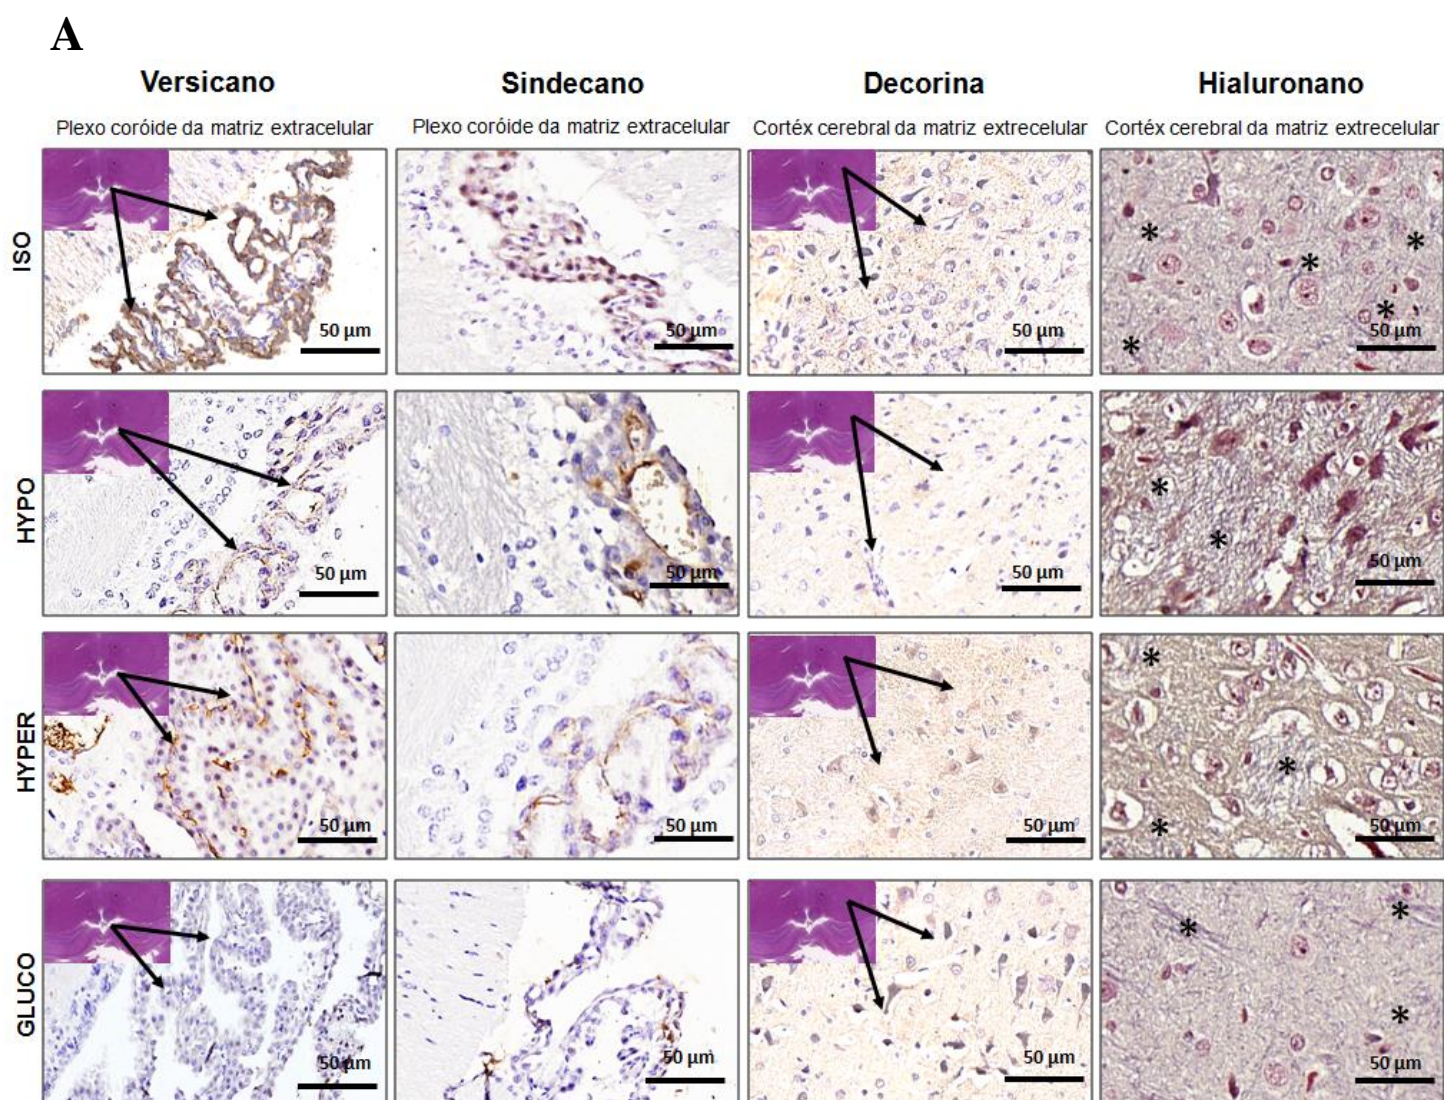 A
Versicano Sindecano Decorina Hialuronano
Plexo coróide da matriz extracelular Plexo coróide da matriz extracelular Cortéx cerebral da matriz extrecelular Cortéx cerebral da matriz extrecelular
ISO
50 µm 50 µm 50 µm 50 µm
HYPO
50 µm 50 µm 50 µm 50 µm
HYPER
50 µm 50 µm 50 µm 50 µm
GLUCO
50 µm 50 µm 50 µm 50 µm